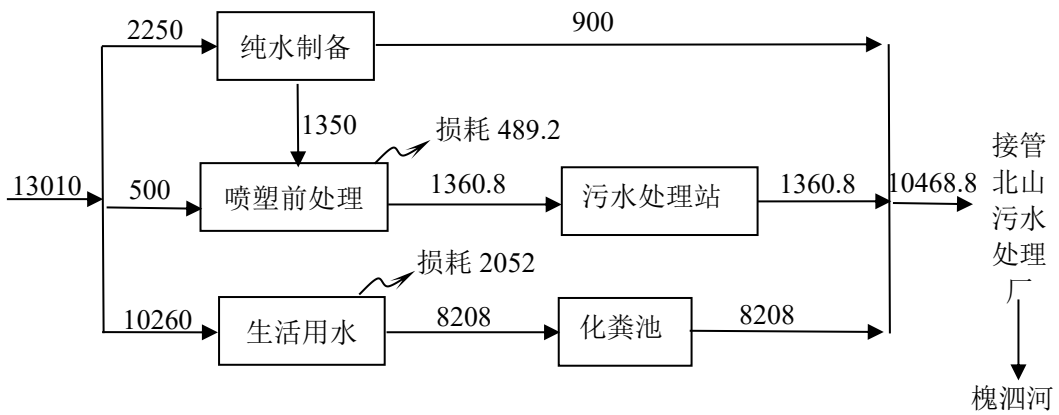 2250
纯水制备
900
1350
损耗 489.2
13010
500
喷塑前处理
1360.8
污水处理站
1360.8
10468.8
接管
北山
污水
处理
厂
损耗 2052
10260
生活用水
8208
化粪池
8208
槐泗河